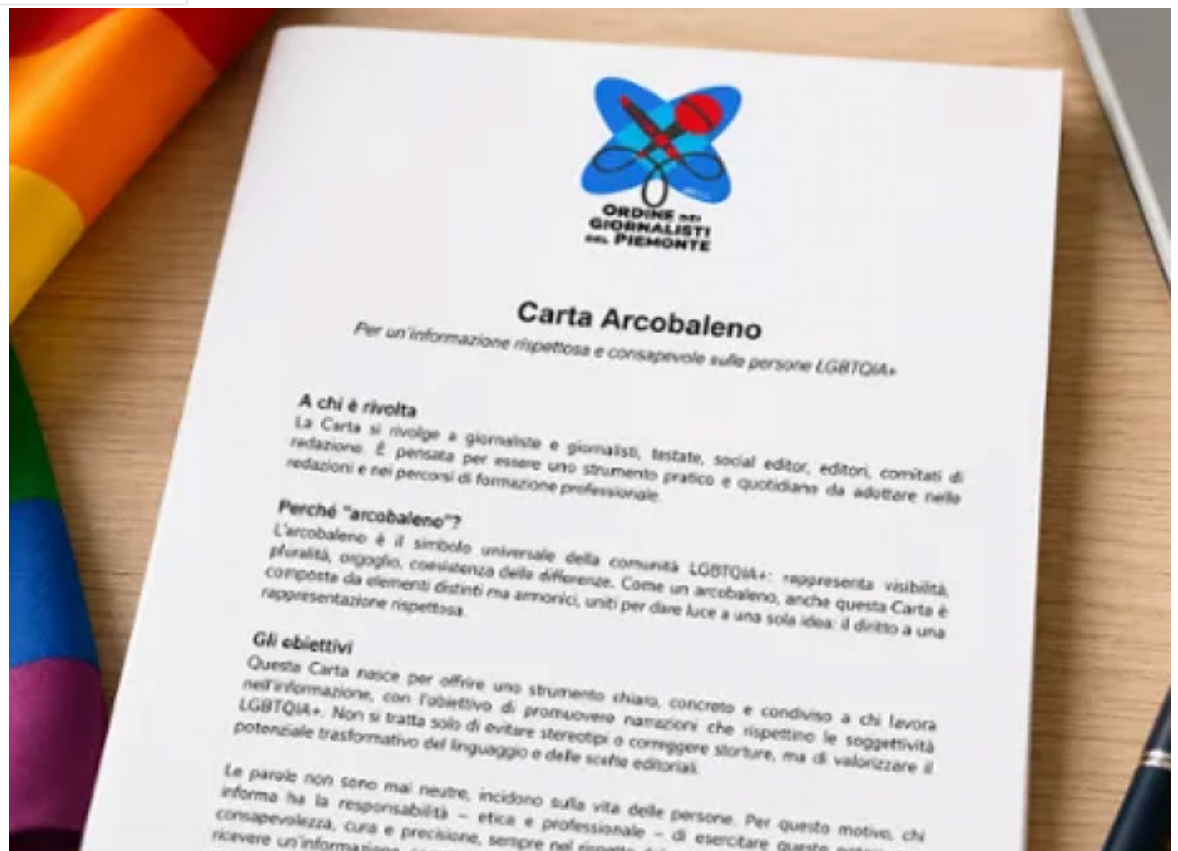 ORDINE DEI
GIORNALISTI
DEL PIEMONTE
Carta Arcobaleno
Per un'informazione rispettosa e consapevole sulle persone LGBTQIA+
A chi è rivolta
La Carta si rivolge a giornaliste e giornalisti, testate, social editor, editori, comitati di
redazione. È pensata per essere uno strumento pratico e quotidiano da adottare nelle
redazioni e nei percorsi di formazione professionale.
Perché "arcobaleno"?
L'arcobaleno è il simbolo universale della comunità LGBTQIA+: rappresenta visibilità,
pluralità, orgoglio, coesistenza delle differenze. Come un arcobaleno, anche questa Carta è
composta da elementi distinti ma armonici, uniti per dare luce a una sola idea: il diritto a una
rappresentazione rispettosa.
Gli obiettivi
Questa Carta nasce per offrire uno strumento chiaro, concreto e condiviso a chi lavora
nell'informazione, con l'obiettivo di promuovere narrazioni che rispettino le soggettività
LGBTQIA+. Non si tratta solo di evitare stereotipi o correggere storture, ma di valorizzare il
potenziale trasformativo del linguaggio e delle scelte editoriali.
Le parole non sono mai neutre, incidono sulla vita delle persone. Per questo motivo, chi
informa ha la responsabilità – etica e professionale – di esercitare questo
consapevolezza, cura e precisione, sempre nel rispetto
ricevere un'informazione